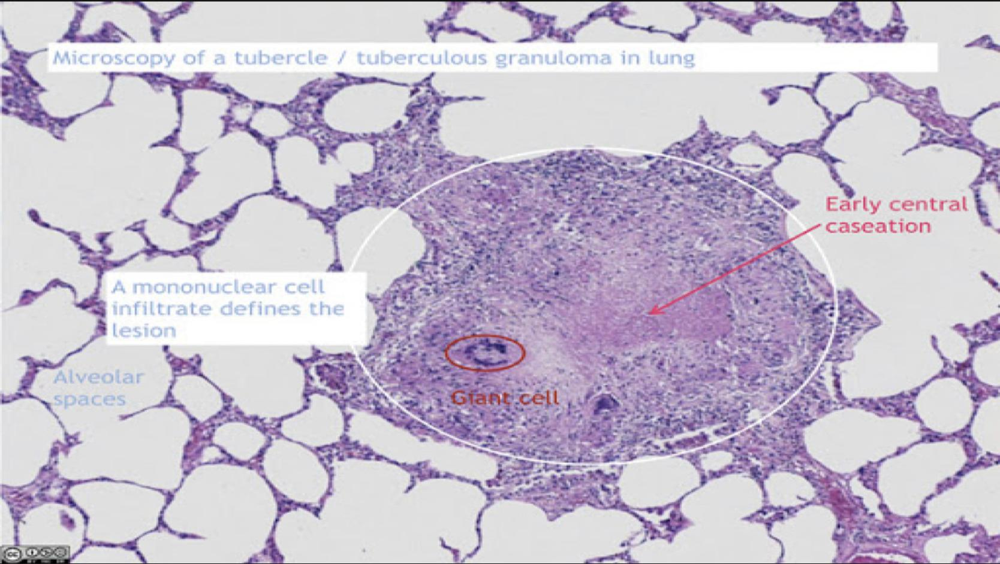 Microscopy of a tubercle / tuberculous granuloma in lung
Early central
caseation
A mononuclear cell
infiltrate defines the
lesion
Alveolar
spaces
Giant cell
cc